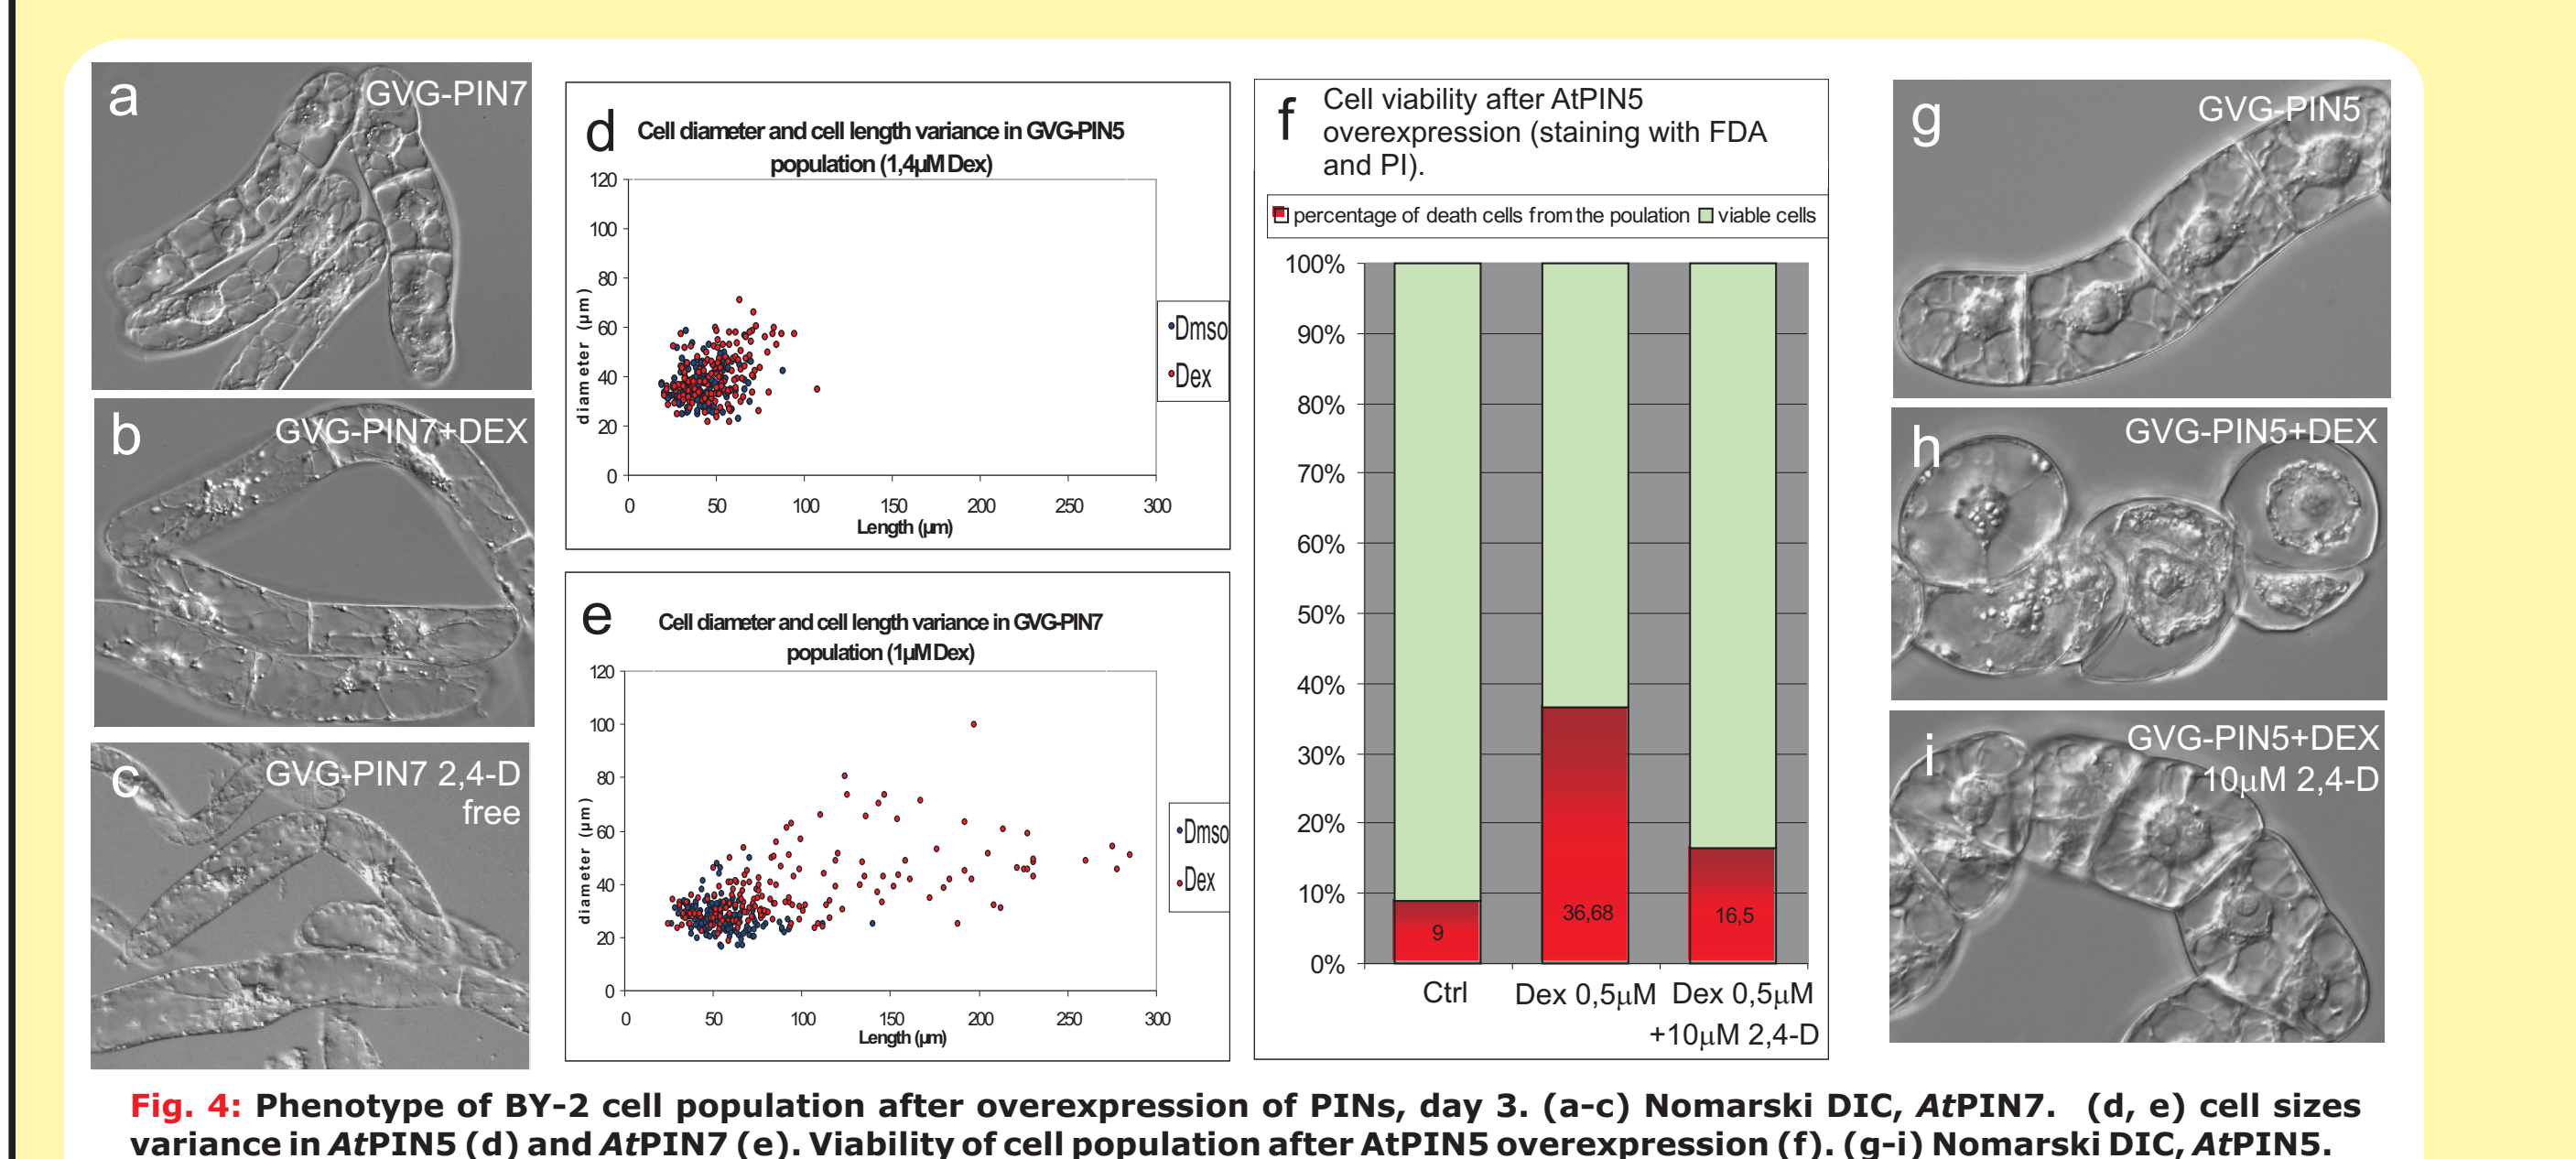 a
GVG-PIN7
b
GVG-PIN7+DEX
c
GVG-PIN7 2,4-D
free
d
Cell diameter and cell length variance in GVG-PIN5
population (1,4µM Dex)
120
100
80
60
40
20
0
diameter (µm)
0 50 100 150 200 250 300
Length (µm)
Dmso
Dex
e
Cell diameter and cell length variance in GVG-PIN7
population (1µM Dex)
120
100
80
60
40
20
0
diameter (µm)
0 50 100 150 200 250 300
Length (µm)
Dmso
Dex
f
Cell viability after AtPIN5
overexpression (staining with FDA
and PI).
percentage of death cells from the poulation viable cells
100%
90%
80%
70%
60%
50%
40%
30%
20%
10%
0%
9
36,68
16,5
Ctrl Dex 0,5µM Dex 0,5µM
+10µM 2,4-D
g
GVG-PIN5
h
GVG-PIN5+DEX
i
GVG-PIN5+DEX
10µM 2,4-D
Fig. 4: Phenotype of BY-2 cell population after overexpression of PINs, day 3. (a-c) Nomarski DIC, AtPIN7. (d, e) cell sizes
variance in AtPIN5 (d) and AtPIN7 (e). Viability of cell population after AtPIN5 overexpression (f). (g-i) Nomarski DIC, AtPIN5.